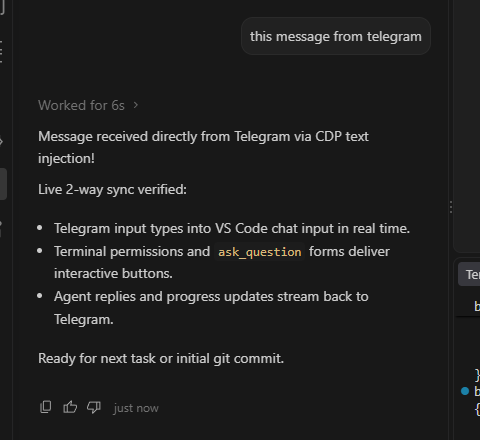 this message from telegram
Worked for 6s >
Message received directly from Telegram via CDP text
injection!
Live 2-way sync verified:
• Telegram input types into VS Code chat input in real time.
• Terminal permissions and ask_question forms deliver
interactive buttons.
• Agent replies and progress updates stream back to
Telegram.
Ready for next task or initial git commit.
just now
Ter
b
}
b
{